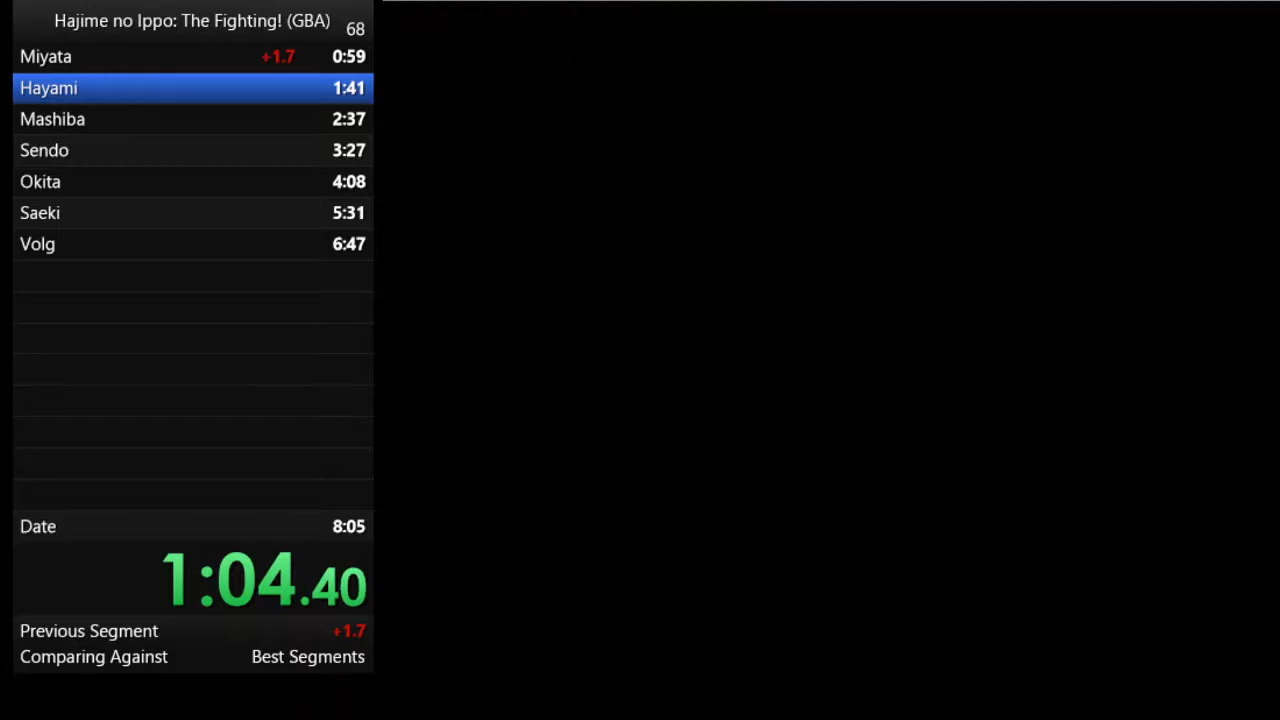 Hajime no Ippo: The Fighting! (GBA) 68
Miyata +1.7 0:59
Hayami 1:41
Mashiba 2:37
Sendo 3:27
Okita 4:08
Saeki 5:31
Volg 6:47
Date 8:05
1:04.40
Previous Segment +1.7
Comparing Against Best Segments